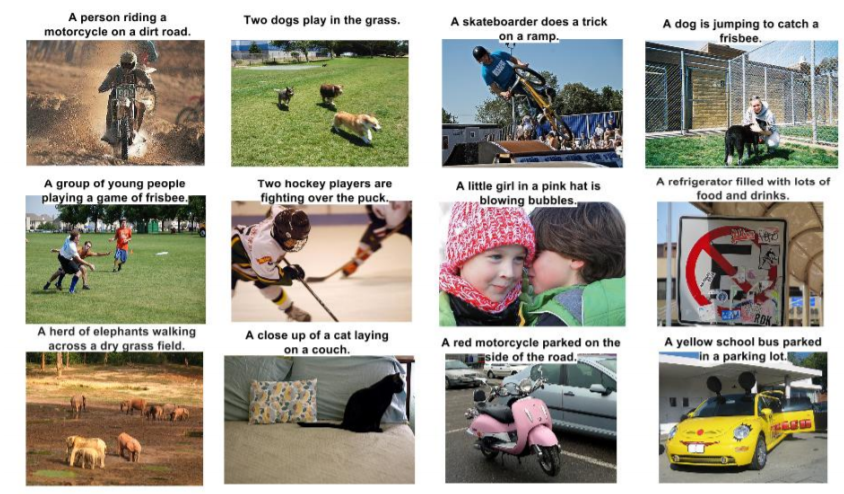 A person riding a
motorcycle on a dirt road.
Two dogs play in the grass.
A skateboarder does a trick
on a ramp.
A dog is jumping to catch a
frisbee.
A group of young people
playing a game of frisbee.
Two hockey players are
fighting over the puck.
A little girl in a pink hat is
blowing bubbles.
A refrigerator filled with lots of
food and drinks.
A herd of elephants walking
across a dry grass field.
A close up of a cat laying
on a couch.
A red motorcycle parked on the
side of the road.
A yellow school bus parked
in a parking lot.